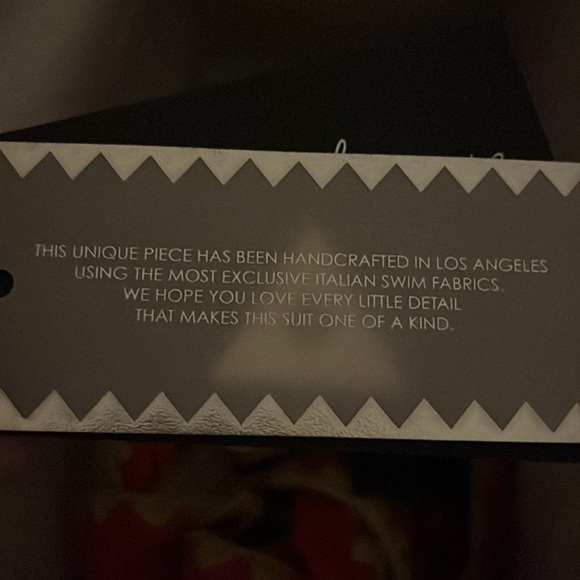 THIS UNIQUE PIECE HAS BEEN HANDCRAFTED IN LOS ANGELES
USING THE MOST EXCLUSIVE ITALIAN SWIM FABRICS.
WE HOPE YOU LOVE EVERY LITTLE DETAIL
THAT MAKES THIS SUIT ONE OF A KIND.